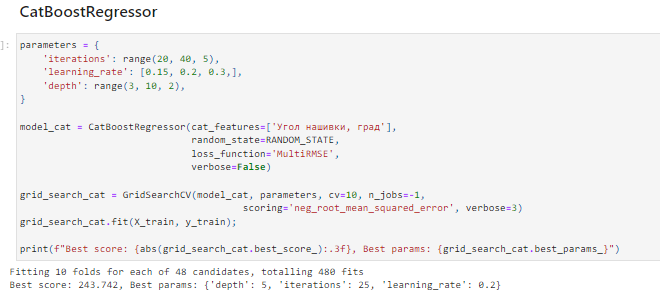 CatBoostRegressor
]: parameters = {
'iterations': range(20, 40, 5),
'learning_rate': [0.15, 0.2, 0.3,],
'depth': range(3, 10, 2),
}
model_cat = CatBoostRegressor(cat_features=['Угол нашивки, град'],
random_state=RANDOM_STATE,
loss_function='MultiRMSE',
verbose=False)
grid_search_cat = GridSearchCV(model_cat, parameters, cv=10, n_jobs=-1,
scoring='neg_root_mean_squared_error', verbose=3)
grid_search_cat.fit(X_train, y_train);
print(f"Best score: {abs(grid_search_cat.best_score_):.3f}, Best params: {grid_search_cat.best_params_}")
Fitting 10 folds for each of 48 candidates, totalling 480 fits
Best score: 243.742, Best params: {'depth': 5, 'iterations': 25, 'learning_rate': 0.2}